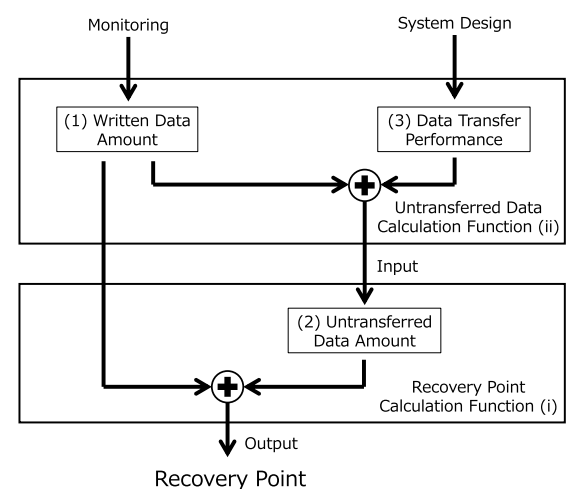 Monitoring
System Design
(1) Written Data
Amount
(3) Data Transfer
Performance
Untransferred Data
Calculation Function (ii)
Input
(2) Untransferred
Data Amount
Recovery Point
Calculation Function (i)
Output
Recovery Point